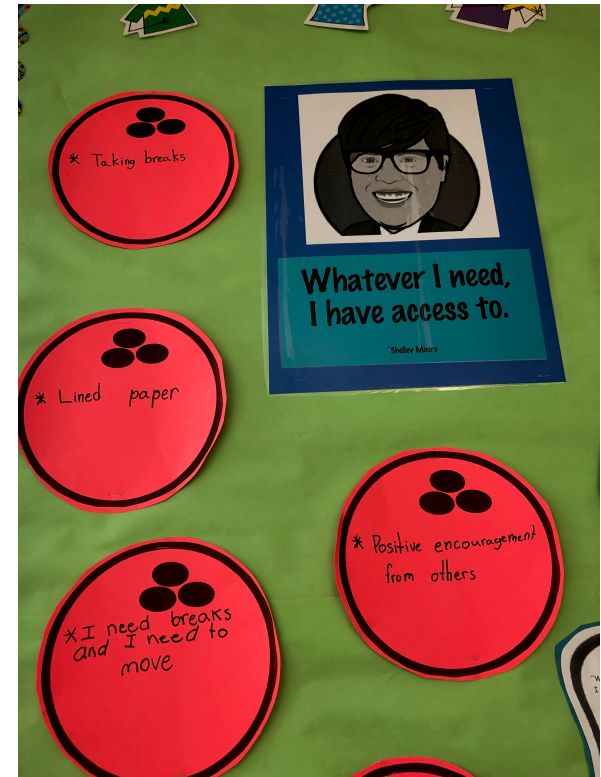 * Taking breaks
Whatever I need,
I have access to.
~Shelley Moore
* Lined paper
* Positive encouragement
from others
*I need breaks
and I need to
move
"W
I